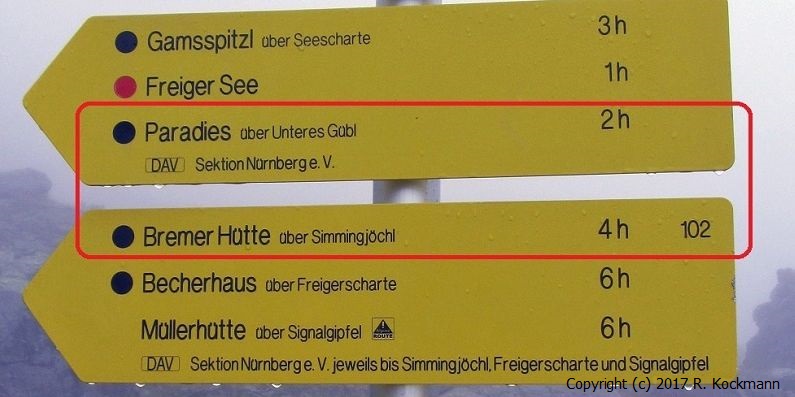 Gamsspitzl über Seescharte 3h
Freiger See 1h
Paradies über Unteres Gübl 2h
DAV Sektion Nürnberg e. V.
Bremer Hütte über Simmingjöchl 4h 102
Becherhaus über Freigerscharte 6h
Müllerhütte über Signalgipfel ROUTE 6h
DAV Sektion Nürnberg e. V. jeweils bis Simmingjöchl, Freigerscharte und Signalgipfel
Copyright (c) 2017 R. Kockmann